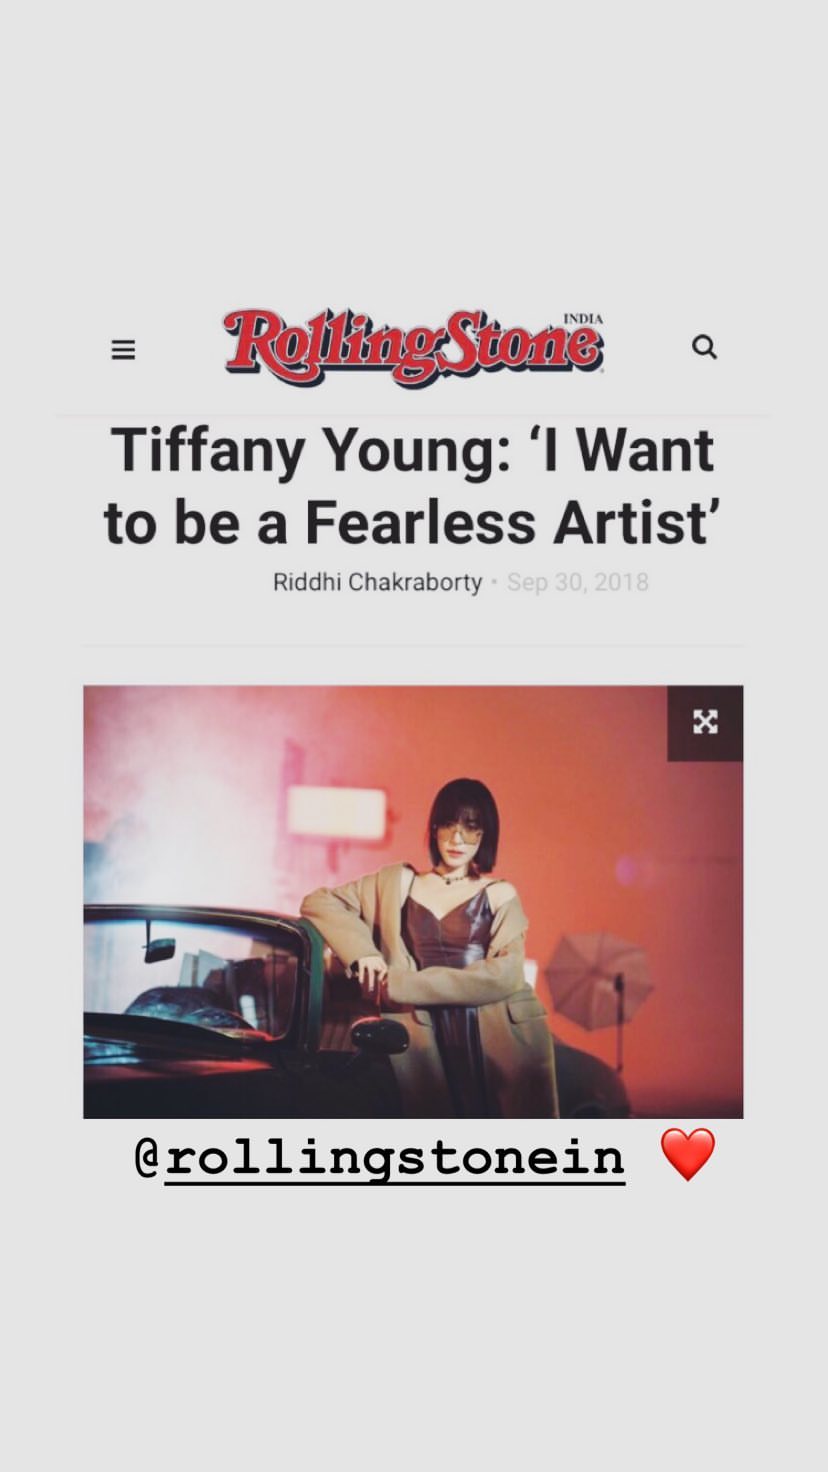 RollingStone INDIA
Tiffany Young: ‘I Want
to be a Fearless Artist’
Riddhi Chakraborty • Sep 30, 2018
@rollingstonein ❤️